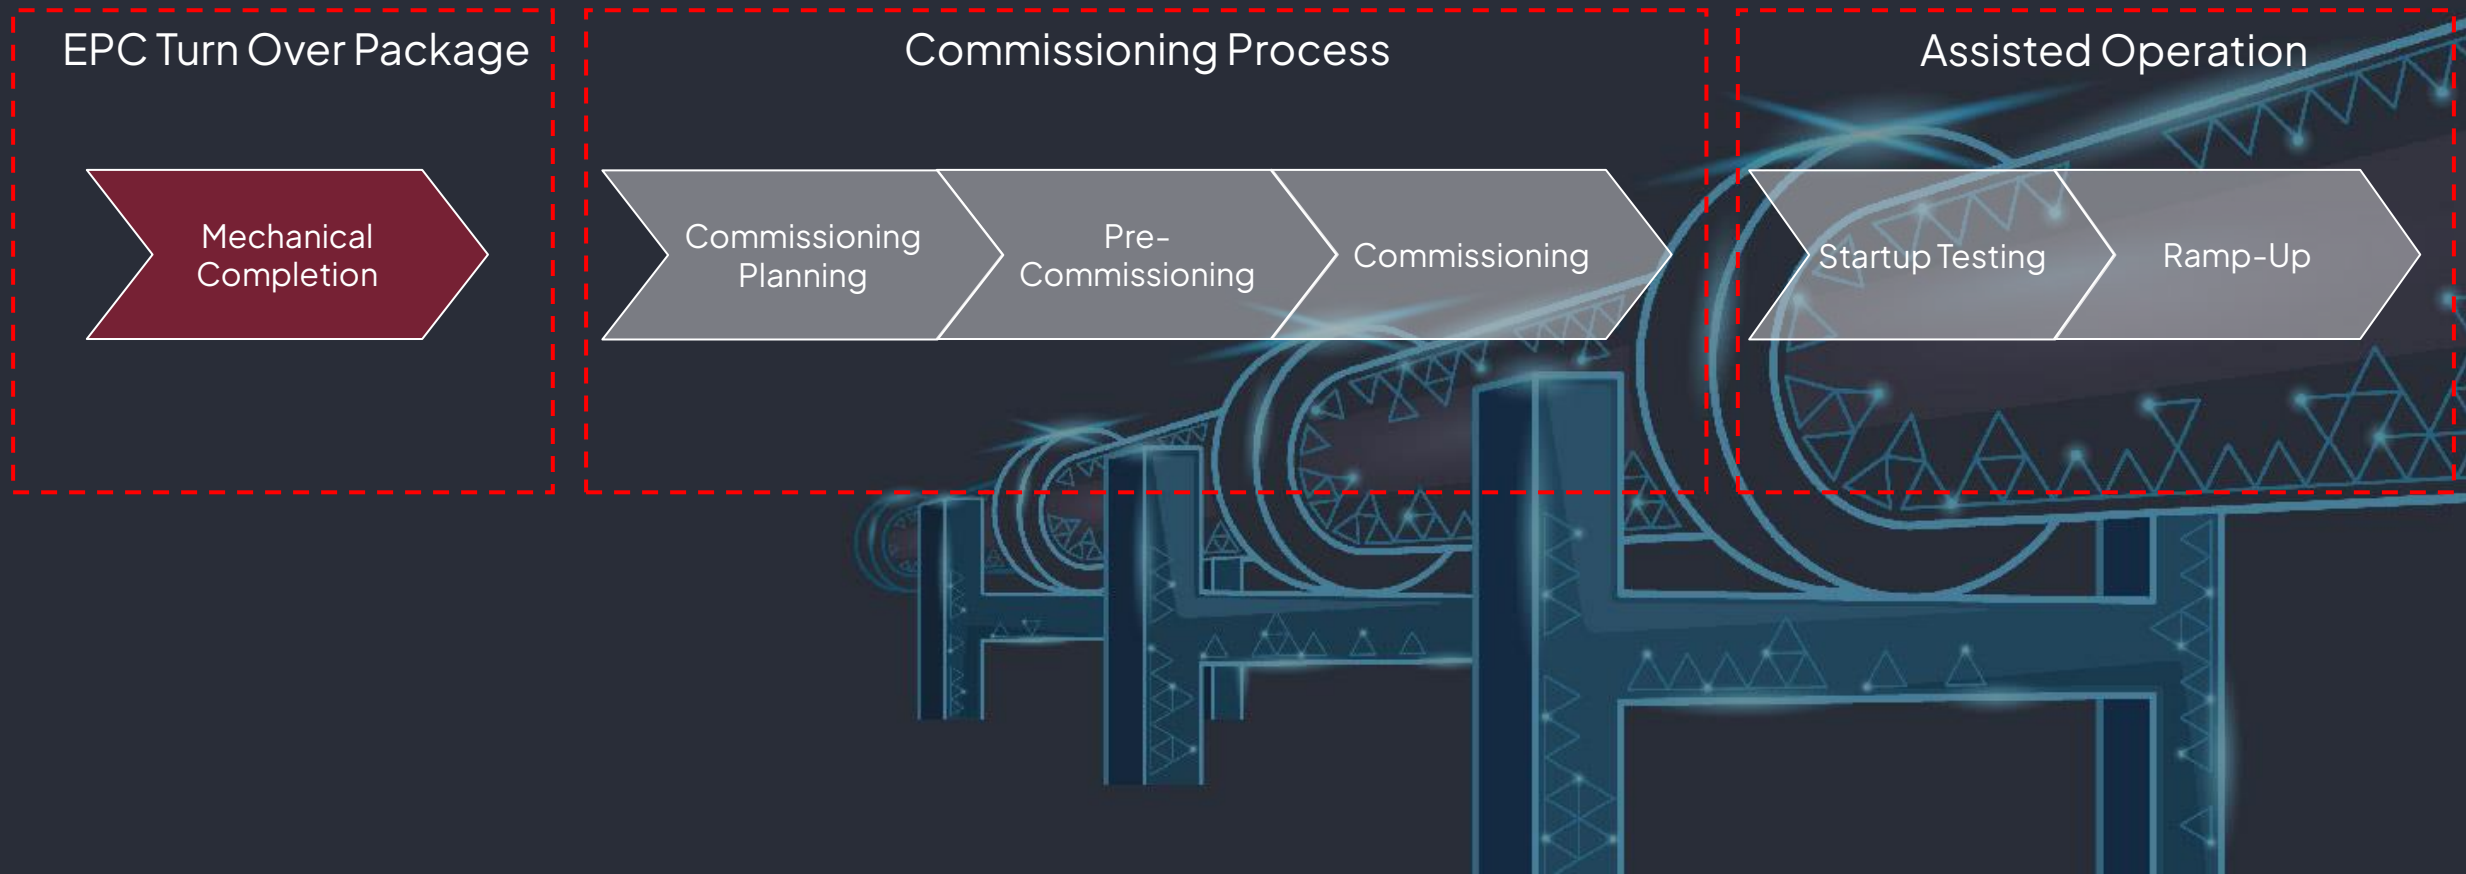 EPC Turn Over Package
Commissioning Process
Assisted Operation
Mechanical
Completion
Commissioning
Planning
Pre-
Commissioning
Commissioning
Startup Testing
Ramp-Up